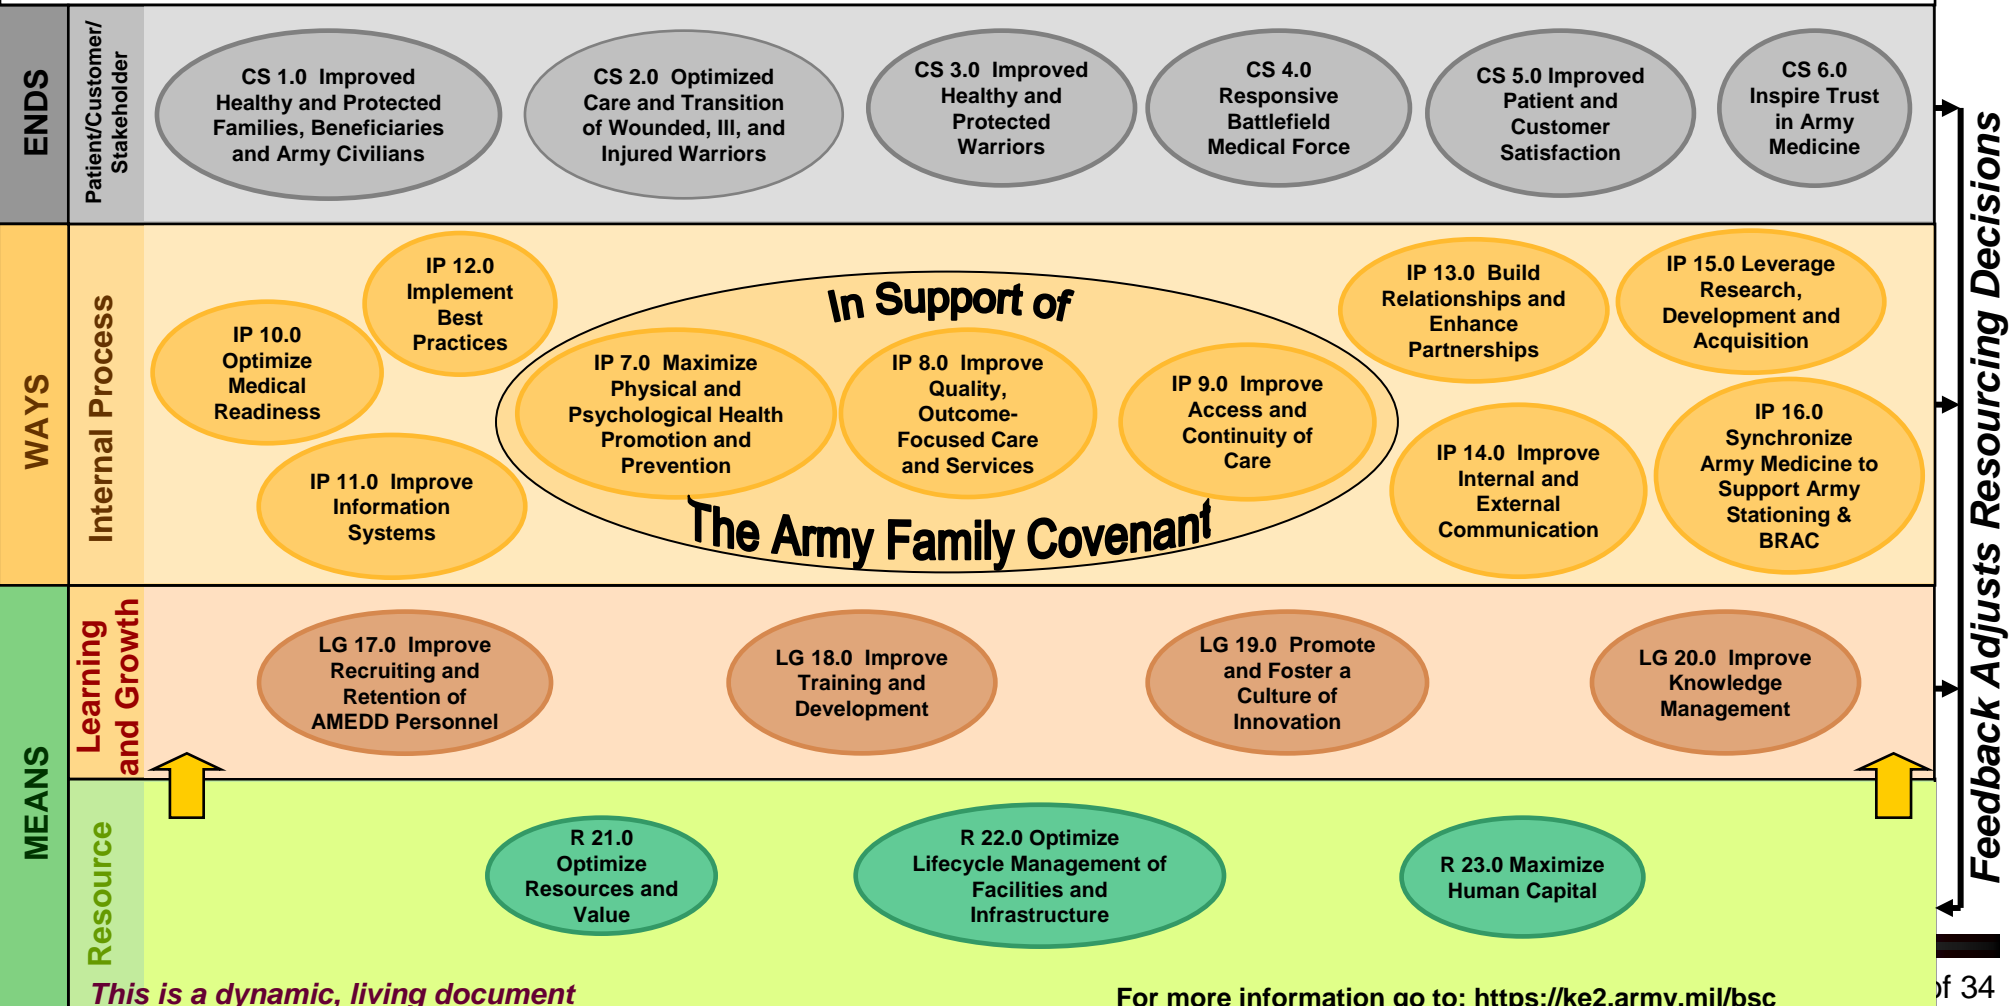 ENDS
Patient/Customer/
Stakeholder
CS 1.0  Improved
Healthy and Protected
Families, Beneficiaries
and Army Civilians
CS 2.0  Optimized
Care and Transition
of Wounded, Ill, and
Injured Warriors
CS 3.0  Improved
Healthy and
Protected
Warriors
CS 4.0
Responsive
Battlefield
Medical Force
CS 5.0 Improved
Patient and
Customer
Satisfaction
CS 6.0
Inspire Trust
in Army
Medicine
WAYS
Internal Process
IP 10.0
Optimize
Medical
Readiness
IP 12.0
Implement
Best
Practices
IP 11.0  Improve
Information
Systems
In Support of
IP 7.0  Maximize
Physical and
Psychological Health
Promotion and
Prevention
IP 8.0  Improve
Quality,
Outcome-
Focused Care
and Services
IP 9.0  Improve
Access and
Continuity of
Care
The Army Family Covenant
IP 13.0  Build
Relationships and
Enhance
Partnerships
IP 15.0 Leverage
Research,
Development and
Acquisition
IP 14.0  Improve
Internal and
External
Communication
IP 16.0
Synchronize
Army Medicine to
Support Army
Stationing &
BRAC
MEANS
Learning
and Growth
LG 17.0  Improve
Recruiting and
Retention of
AMEDD Personnel
LG 18.0  Improve
Training and
Development
LG 19.0  Promote
and Foster a
Culture of
Innovation
LG 20.0  Improve
Knowledge
Management
Resource
R 21.0
Optimize
Resources and
Value
R 22.0 Optimize
Lifecycle Management of
Facilities and
Infrastructure
R 23.0 Maximize
Human Capital
Feedback Adjusts Resourcing Decisions
This is a dynamic, living document
For more information go to: https://ke2.army.mil/bsc
of 34